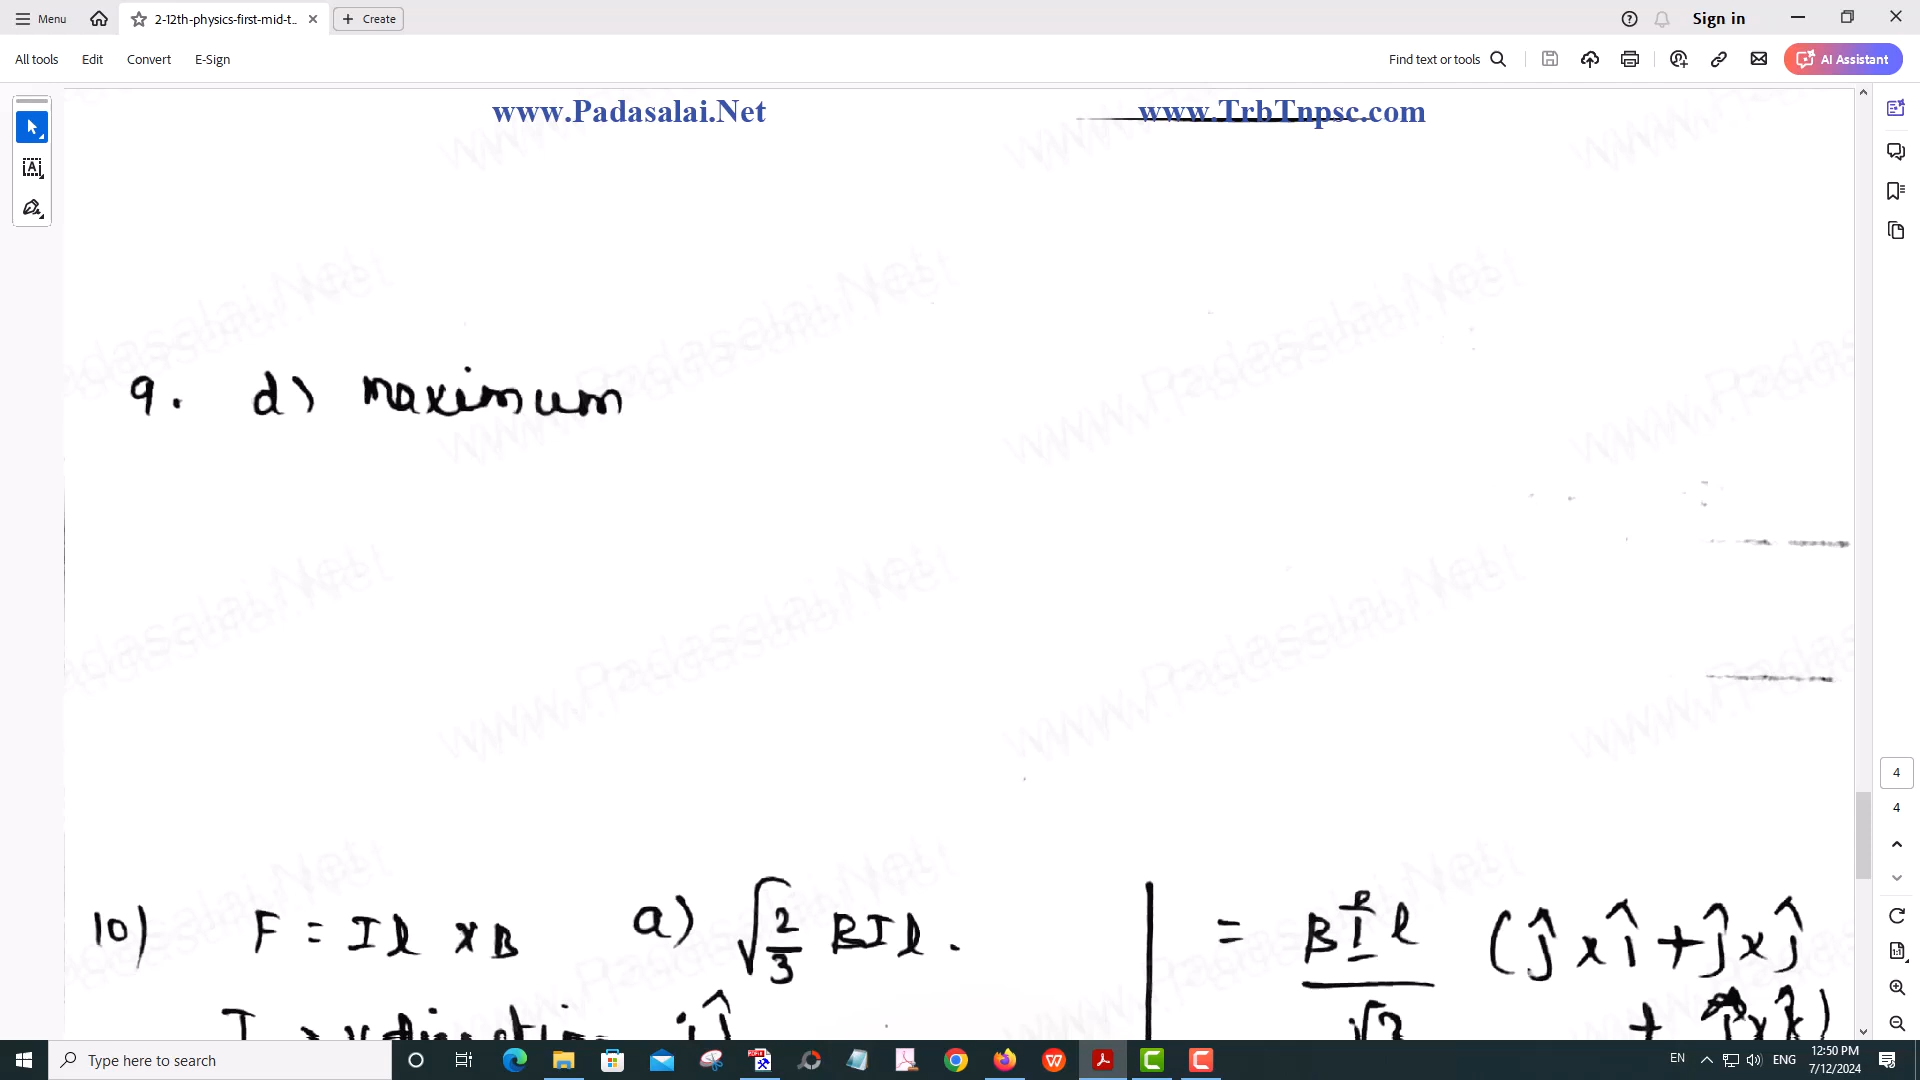 Menu
2-12th-physics-first-mid-t...
Create
Sign in
All tools Edit Convert E-Sign
Find text or tools
AI Assistant
www.Padasalai.Net www.TrbTnpsc.com
9. d) maximum
10) F = Il x B a) √2/3 BIl.
= BIl (ĵ x î + ĵ x ĵ
+ ĵ x k̂)
4
4
Type here to search
EN
ENG
12:50 PM
7/12/2024